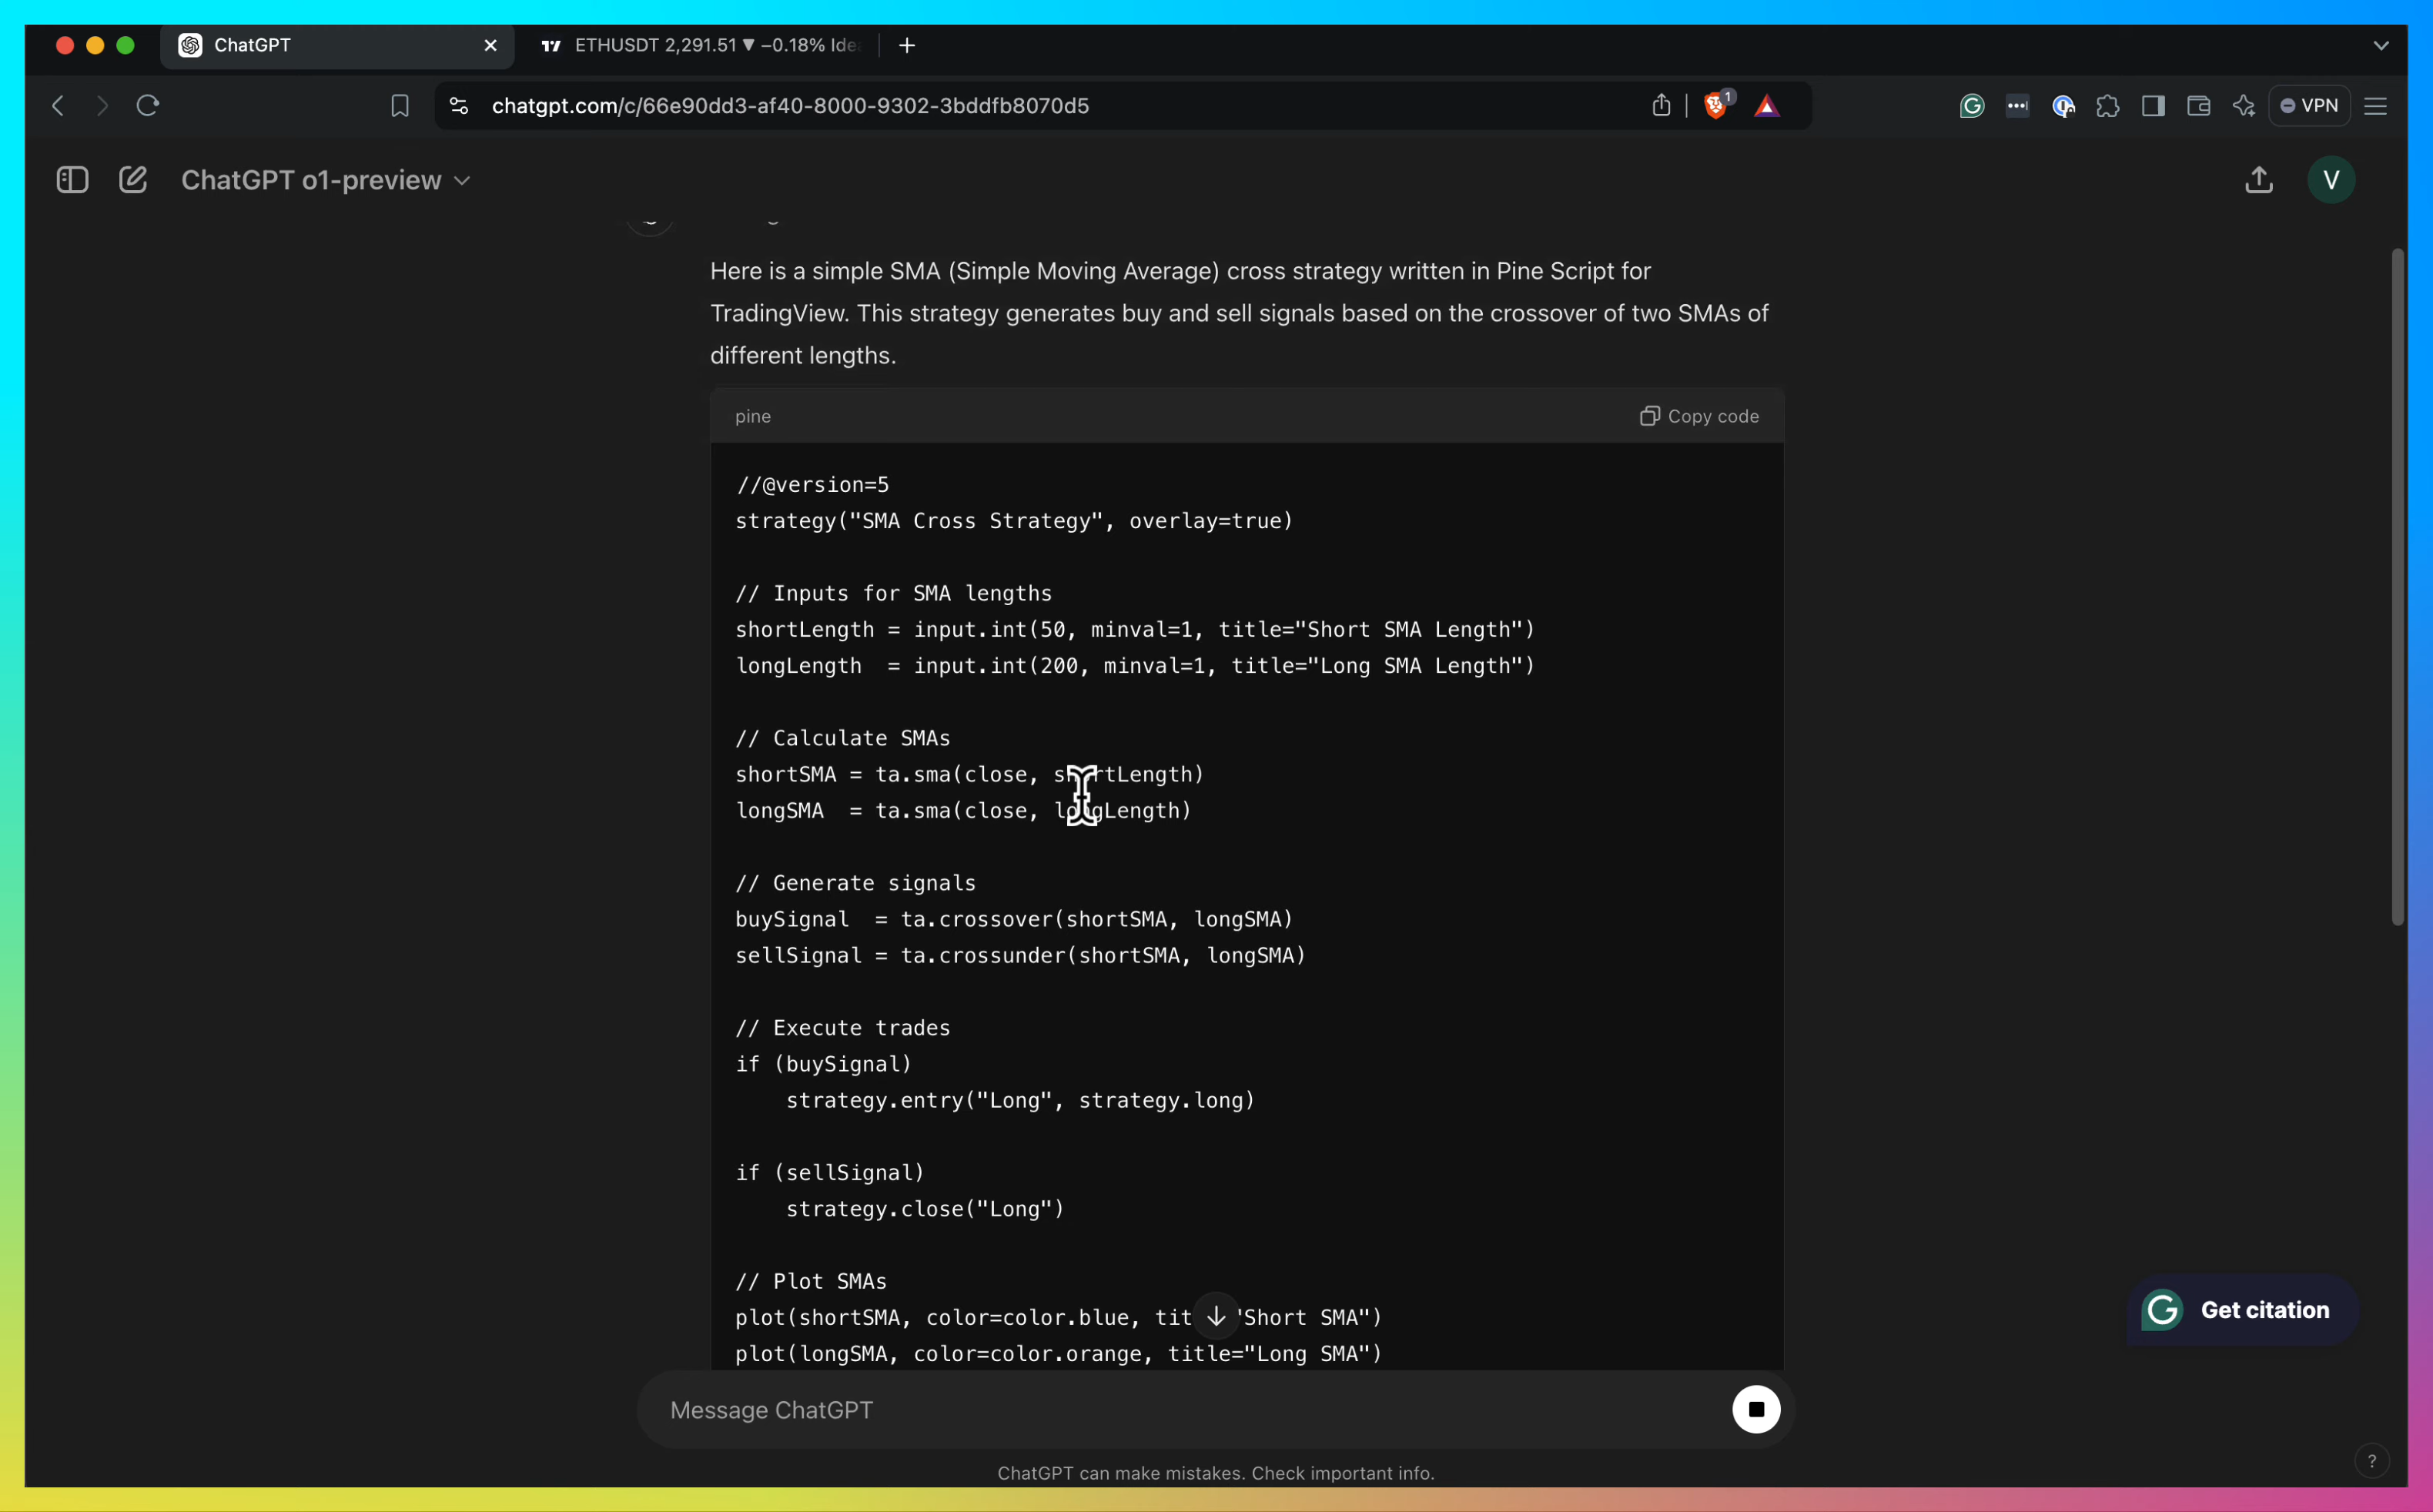 ChatGPT
ETHUSDT 2,291.51 ▼ −0.18% Ide
chatgpt.com/c/66e90dd3-af40-8000-9302-3bddfb8070d5
1
VPN
ChatGPT o1-preview
V
Here is a simple SMA (Simple Moving Average) cross strategy written in Pine Script for
TradingView. This strategy generates buy and sell signals based on the crossover of two SMAs of
different lengths.
pine
Copy code
//@version=5
strategy("SMA Cross Strategy", overlay=true)
// Inputs for SMA lengths
shortLength = input.int(50, minval=1, title="Short SMA Length")
longLength  = input.int(200, minval=1, title="Long SMA Length")
// Calculate SMAs
shortSMA = ta.sma(close, shortLength)
longSMA  = ta.sma(close, longLength)
// Generate signals
buySignal  = ta.crossover(shortSMA, longSMA)
sellSignal = ta.crossunder(shortSMA, longSMA)
// Execute trades
if (buySignal)
    strategy.entry("Long", strategy.long)
if (sellSignal)
    strategy.close("Long")
// Plot SMAs
plot(shortSMA, color=color.blue, tit "Short SMA")
plot(longSMA, color=color.orange, title="Long SMA")
Get citation
Message ChatGPT
ChatGPT can make mistakes. Check important info.
?